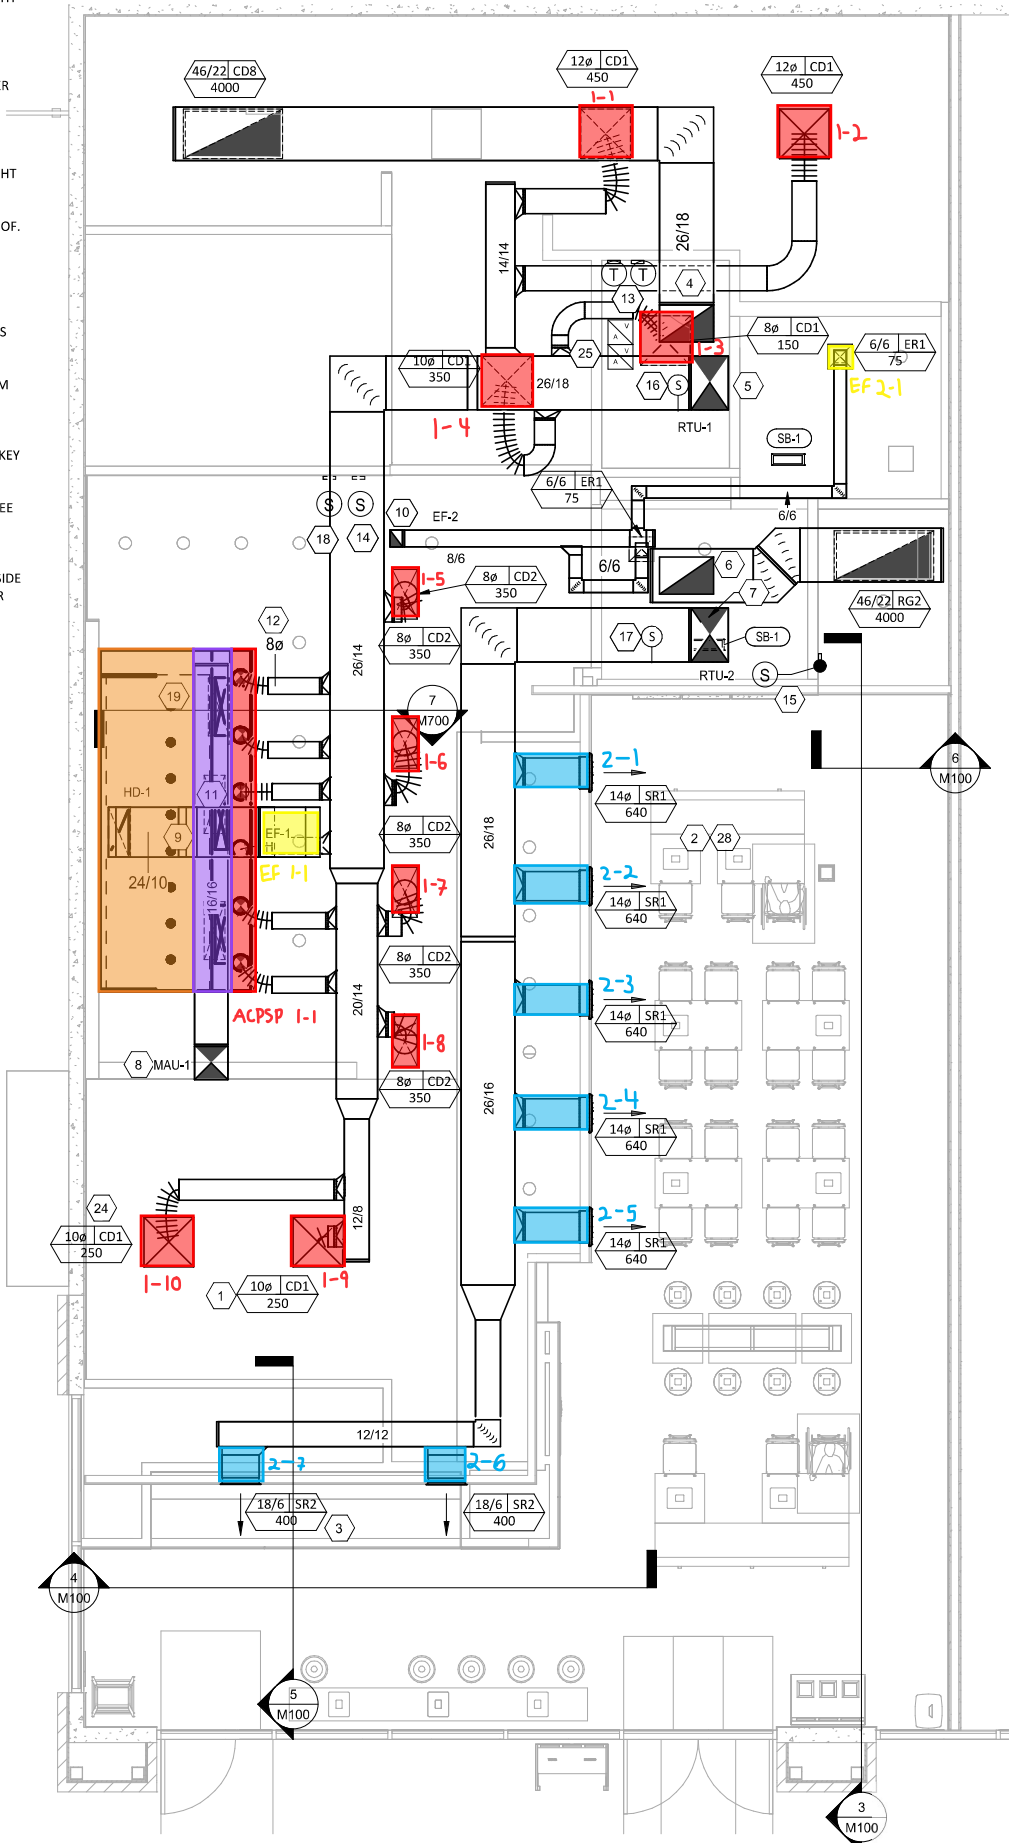 TH
ER
HT
OF.
S
M
KEY
EE
SIDE
R
46/22 CD8
4000
12ø CD1
450
12ø CD1
450
1-1
1-2
26/18
14/14
T T
4
13
8ø CD1
150
6/6 ER1
75
EF 2-1
V
A
V
A
25
1-3
10ø CD1
350
26/18
16 S
5
1-4
RTU-1
SB-1
6/6 ER1
75
6/6
S S
10
EF-2
18
14
8/6
6/6
6
1-5
8ø CD2
350
7
46/22 RG2
4000
12
8ø
8ø CD2
350
17 S
SB-1
26/14
RTU-2
S
19
7
M700
15
1-6
2-1
6
M100
HD-1
11
14ø SR1
640
9
EF-1
HI
8ø CD2
350
26/18
2 28
24/10
EF 1-1
16/16
1-7
2-2
14ø SR1
640
8ø CD2
350
2-3
20/14
ACPSP 1-1
14ø SR1
640
1-8
8 MAU-1
8ø CD2
350
26/16
2-4
14ø SR1
640
24
12/8
2-5
10ø CD1
250
14ø SR1
640
1-10
1-9
1
10ø CD1
250
12/12
2-7
2-6
18/6 SR2
400
3
18/6 SR2
400
4
M100
5
M100
3
M100